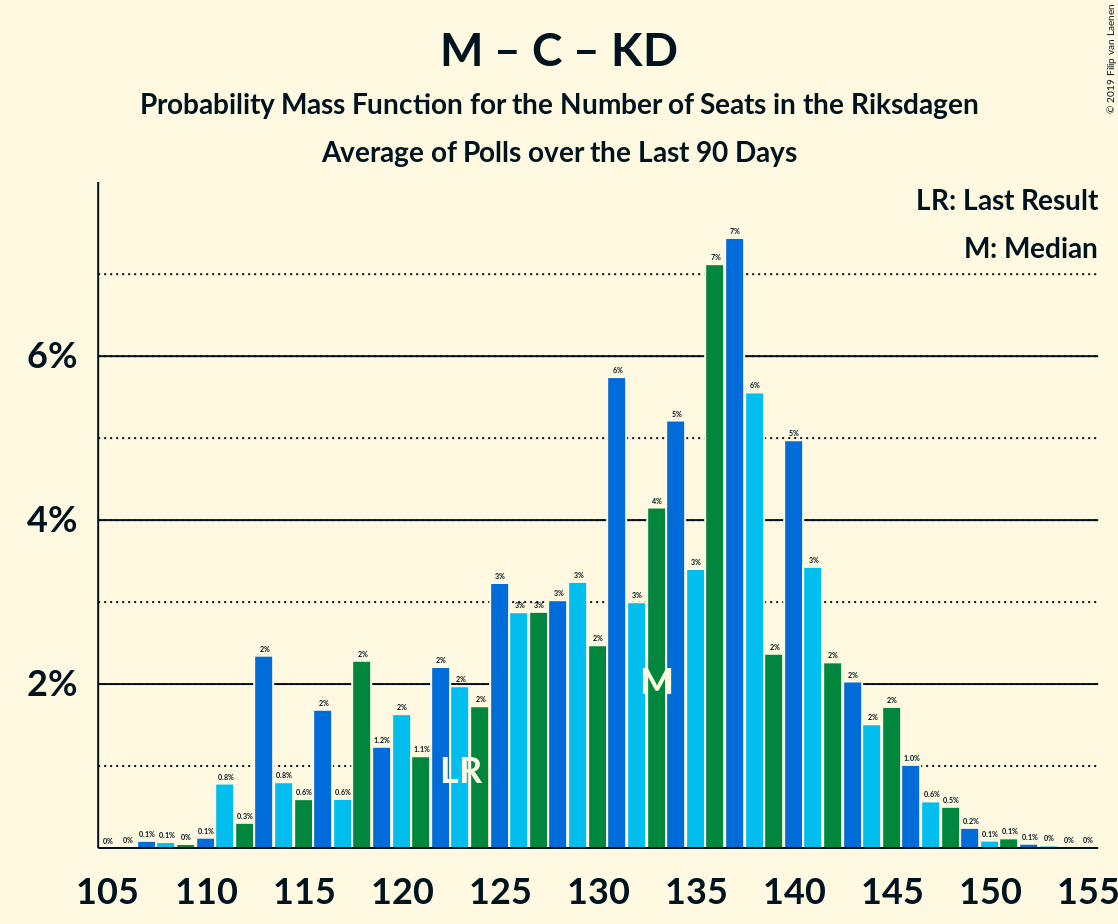 M – C – KD
Probability Mass Function for the Number of Seats in the Riksdagen
Average of Polls over the Last 90 Days
© 2019 Filip van Laenen
LR: Last Result
M: Median
6%
4%
2%
0% 0% 0.1% 0.1% 0% 0.1% 0.8% 0.3% 2% 0.8% 0.6% 2% 0.6% 2% 1.2% 2% 1.1% 2% 2% 2% 3% 3% 3% 3% 3% 2% 6% 3% 4% 5% 3% 7% 7% 6% 2% 5% 3% 2% 2% 2% 2% 1.0% 0.6% 0.5% 0.2% 0.1% 0.1% 0.1% 0% 0% 0%
M
LR
105 110 115 120 125 130 135 140 145 150 155